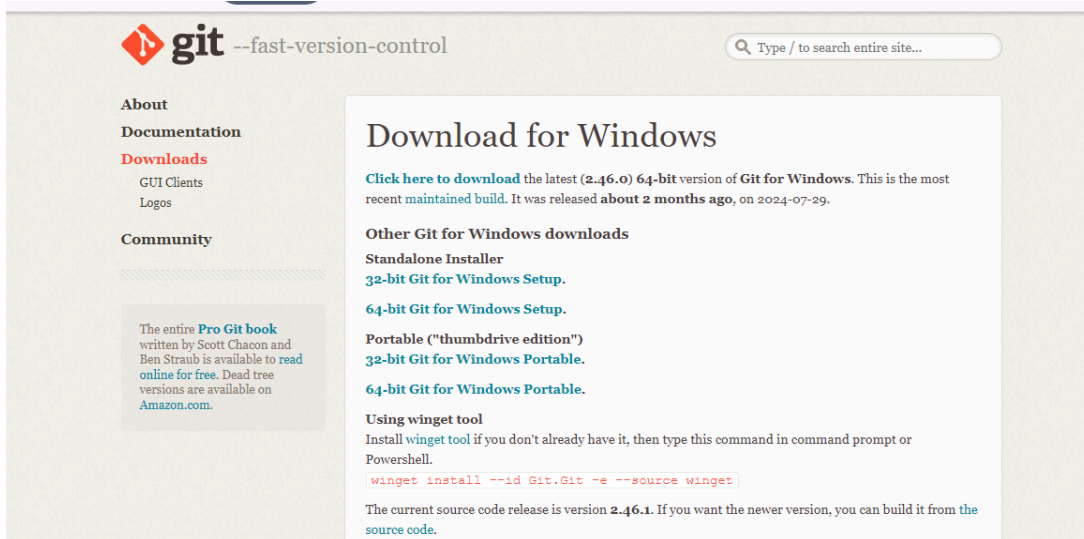 git --fast-version-control
Type / to search entire site...
About
Documentation
Downloads
GUI Clients
Logos
Community
The entire Pro Git book
written by Scott Chacon and
Ben Straub is available to read
online for free. Dead tree
versions are available on
Amazon.com.
Download for Windows
Click here to download the latest (2.46.0) 64-bit version of Git for Windows. This is the most
recent maintained build. It was released about 2 months ago, on 2024-07-29.
Other Git for Windows downloads
Standalone Installer
32-bit Git for Windows Setup.
64-bit Git for Windows Setup.
Portable ("thumbdrive edition")
32-bit Git for Windows Portable.
64-bit Git for Windows Portable.
Using winget tool
Install winget tool if you don't already have it, then type this command in command prompt or
Powershell.
winget install --id Git.Git -e --source winget
The current source code release is version 2.46.1. If you want the newer version, you can build it from the
source code.